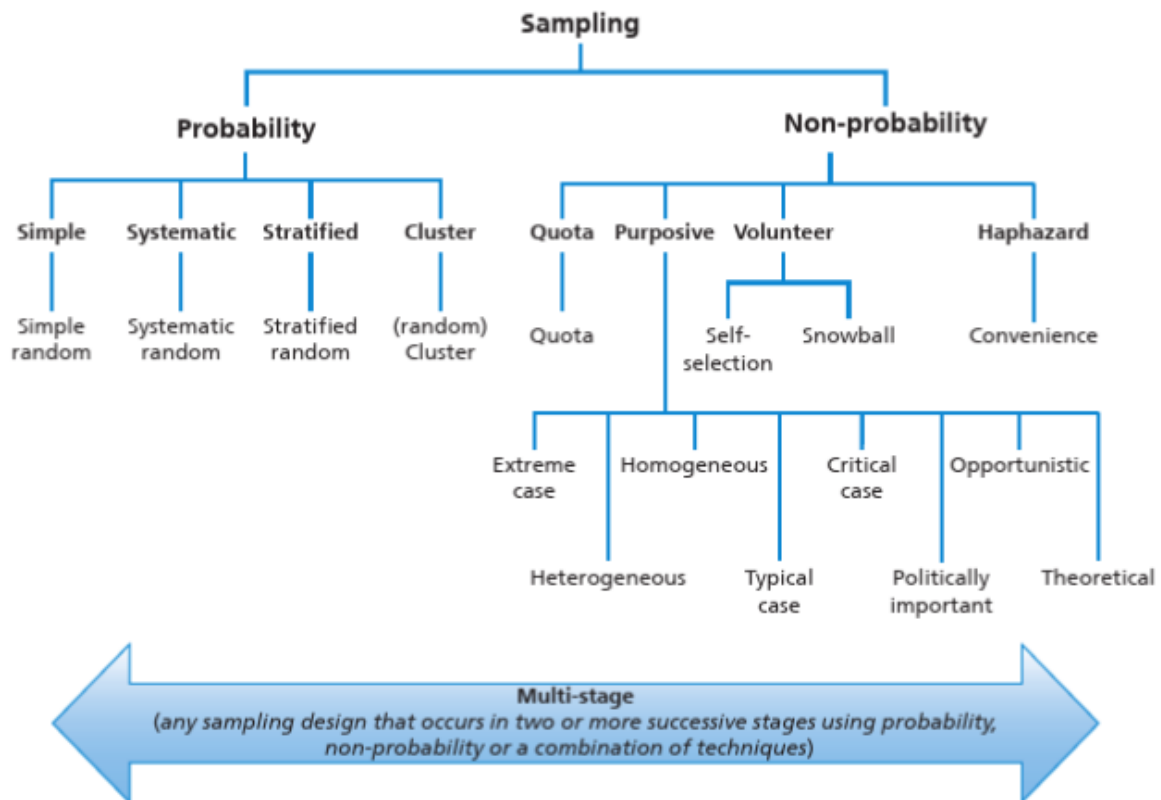 Sampling
Probability
Non-probability
Simple
Systematic
Stratified
Cluster
Quota
Purposive
Volunteer
Haphazard
Simple
random
Systematic
random
Stratified
random
(random)
Cluster
Quota
Self-
selection
Snowball
Convenience
Extreme
case
Homogeneous
Critical
case
Opportunistic
Heterogeneous
Typical
case
Politically
important
Theoretical
Multi-stage
(any sampling design that occurs in two or more successive stages using probability,
non-probability or a combination of techniques)